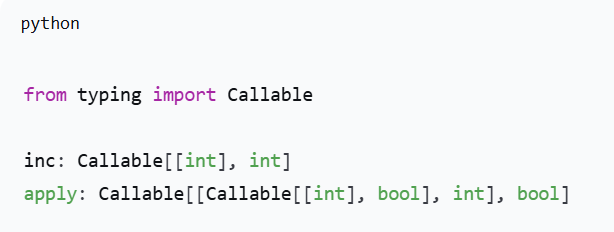 python
from typing import Callable
inc: Callable[[int], int]
apply: Callable[[Callable[[int], bool], int], bool]